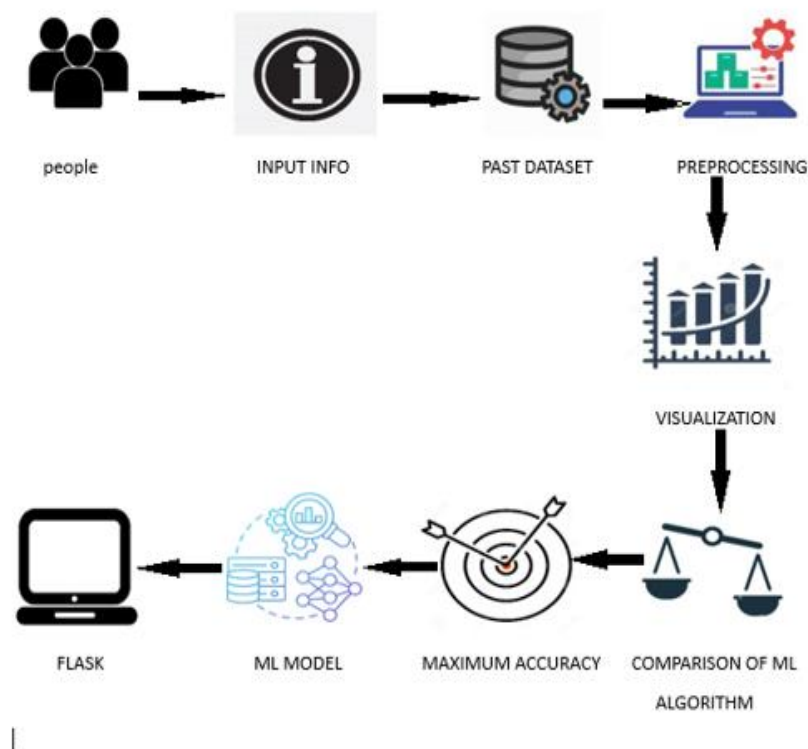 people
INPUT INFO
PAST DATASET
PREPROCESSING
VISUALIZATION
FLASK
ML MODEL
MAXIMUM ACCURACY
COMPARISON OF ML
ALGORITHM